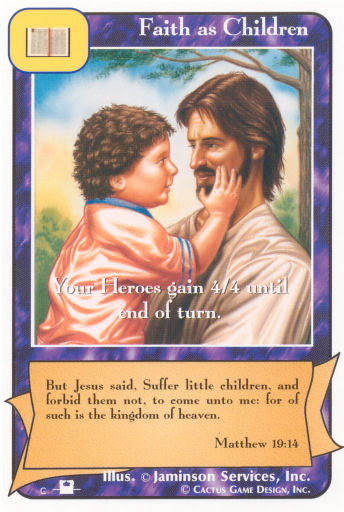 Faith as Children
Your Heroes gain 4/4 until
end of turn.
But Jesus said, Suffer little children, and
forbid them not, to come unto me: for of
such is the kingdom of heaven.
Matthew 19:14
Illus. © Jaminson Services, Inc.
C © Cactus Game Design, Inc.